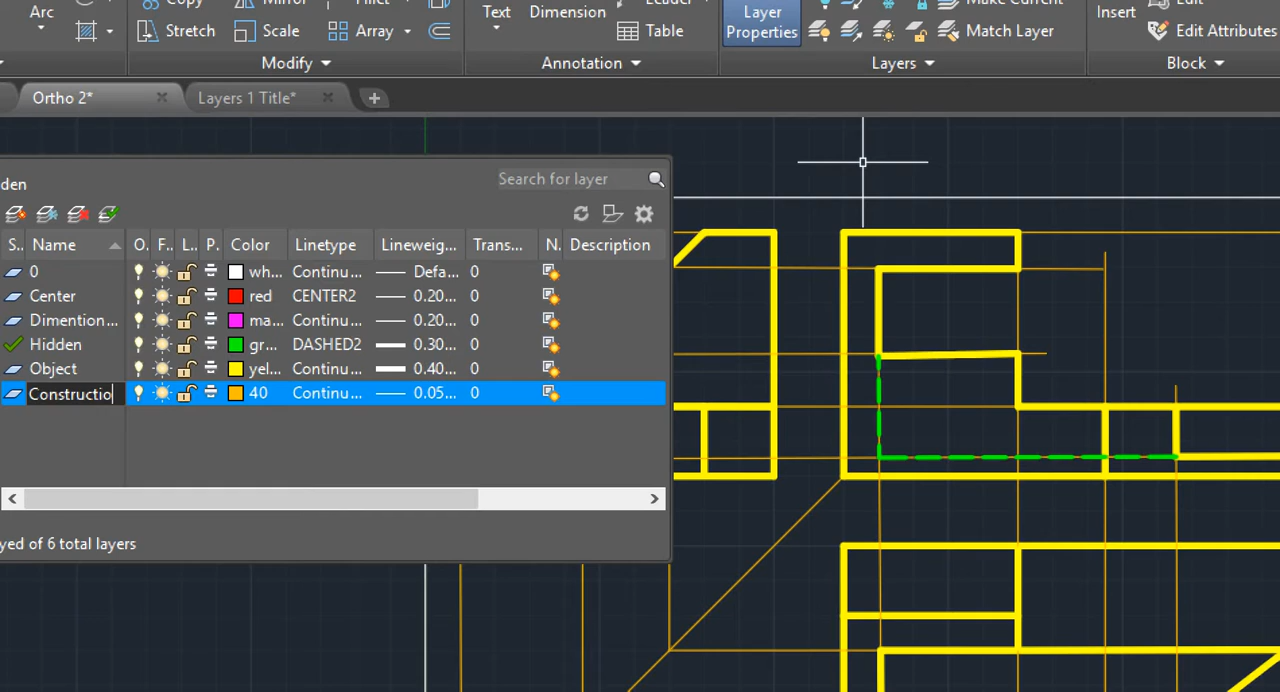 Arc
Copy
Mirror
Fillet
Text
Dimension
Leader
Layer
Properties
Make Current
Insert
Edit
Stretch
Scale
Array
Table
Match Layer
Edit Attributes
Modify
Annotation
Layers
Block
Ortho 2*
Layers 1 Title*
den
Search for layer
S.. Name O. F.. L.. P. Color Linetype Lineweig... Trans... N. Description
0 wh... Continu... Defa... 0
Center red CENTER2 0.20... 0
Dimention... ma... Continu... 0.20... 0
Hidden gr... DASHED2 0.30... 0
Object yel... Continu... 0.40... 0
Constructio 40 Continu... 0.05... 0
yed of 6 total layers